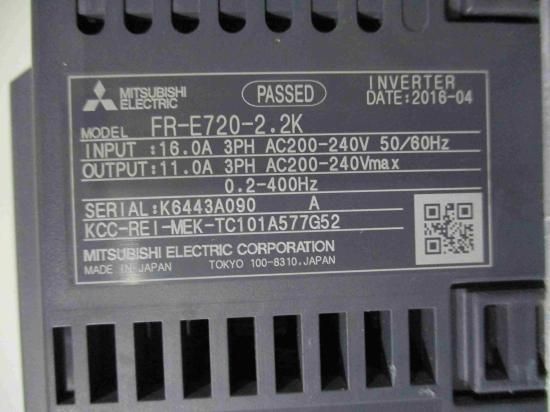 MITSUBISHI
ELECTRIC
PASSED
INVERTER
DATE:2016-04
MODEL FR-E720-2.2K
INPUT :16.0A 3PH AC200-240V 50/60Hz
OUTPUT:11.0A 3PH AC200-240Vmax
0.2-400Hz
SERIAL:K6443A090 A
KCC-REI-MEK-TC101A577G52
MITSUBISHI ELECTRIC CORPORATION
MADE IN JAPAN TOKYO 100-8310,JAPAN